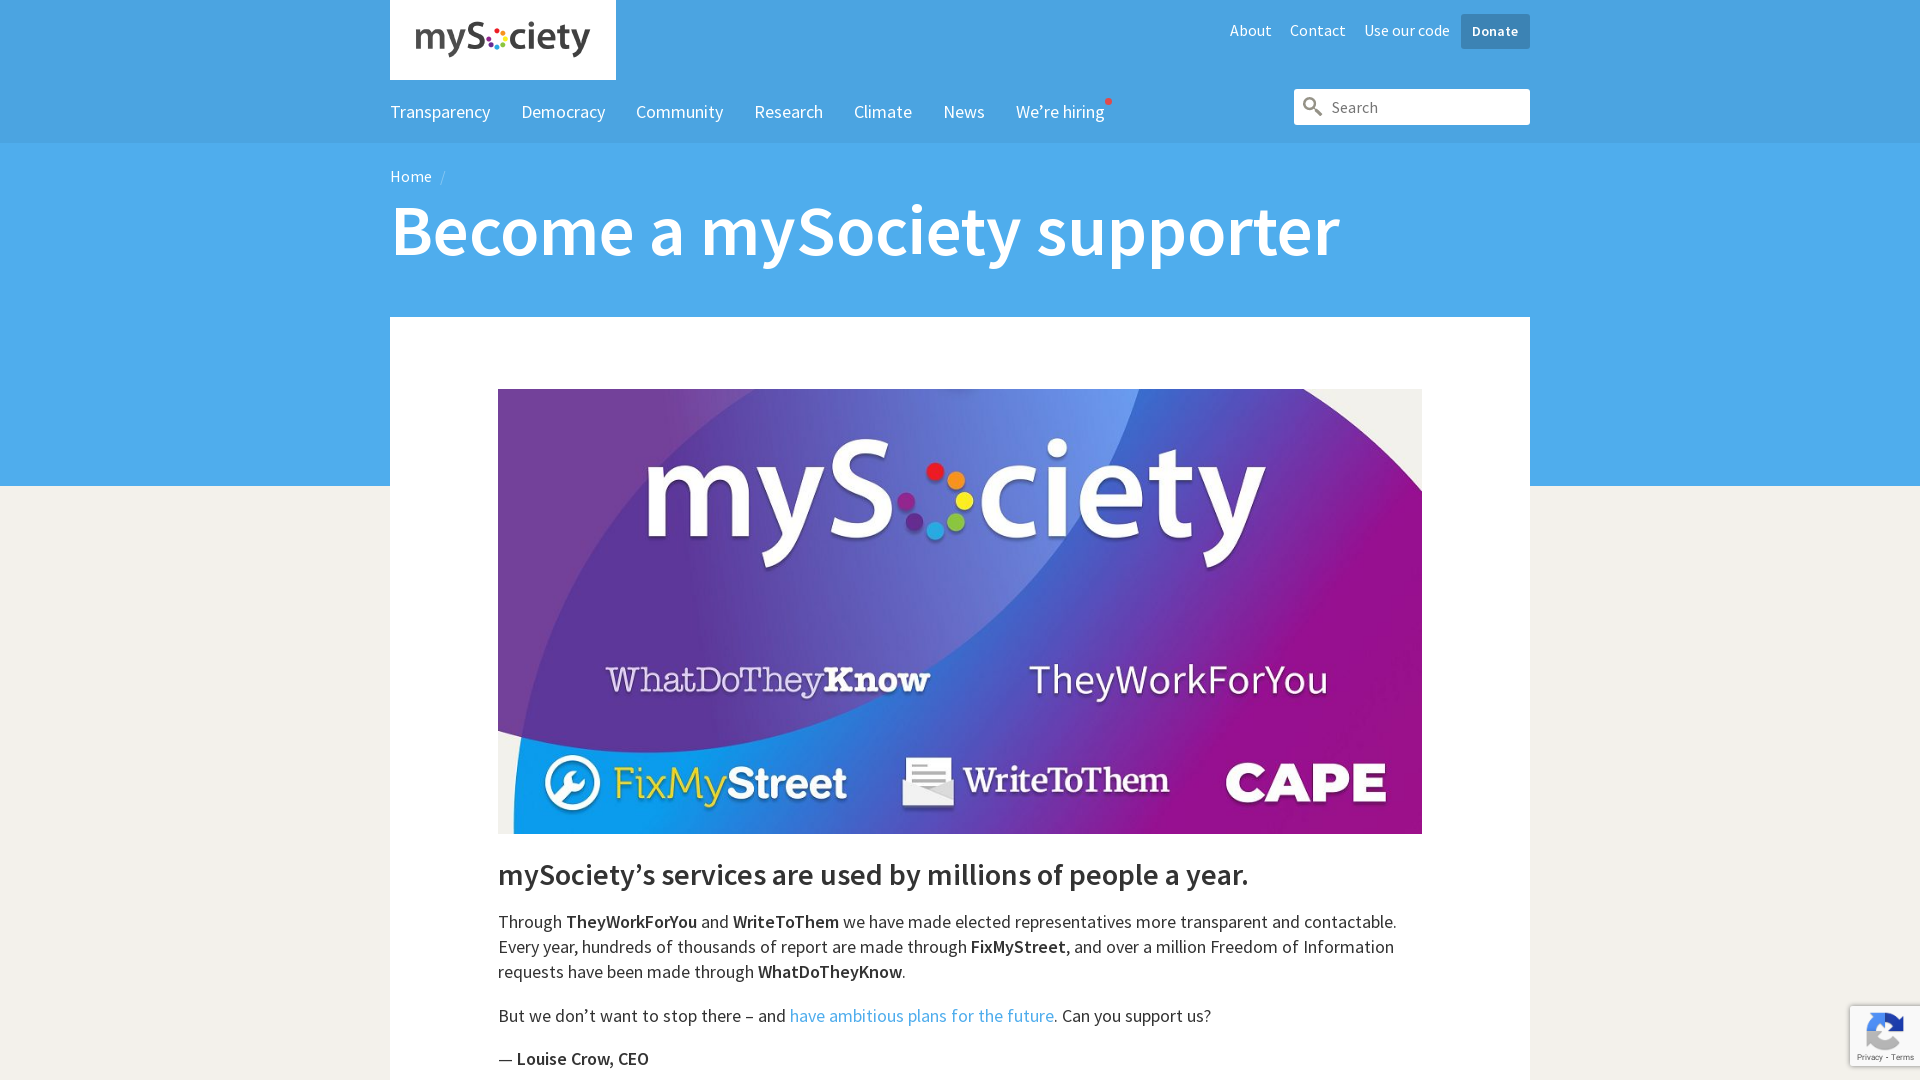 mySociety
About
Contact
Use our code
Donate
Transparency
Democracy
Community
Research
Climate
News
We’re hiring
Search
Home /
Become a mySociety supporter
mySociety
WhatDoTheyKnow
TheyWorkForYou
FixMyStreet
WriteToThem
CAPE
mySociety’s services are used by millions of people a year.
Through TheyWorkForYou and WriteToThem we have made elected representatives more transparent and contactable.
Every year, hundreds of thousands of report are made through FixMyStreet, and over a million Freedom of Information
requests have been made through WhatDoTheyKnow.
But we don’t want to stop there – and have ambitious plans for the future. Can you support us?
— Louise Crow, CEO
Privacy - Terms